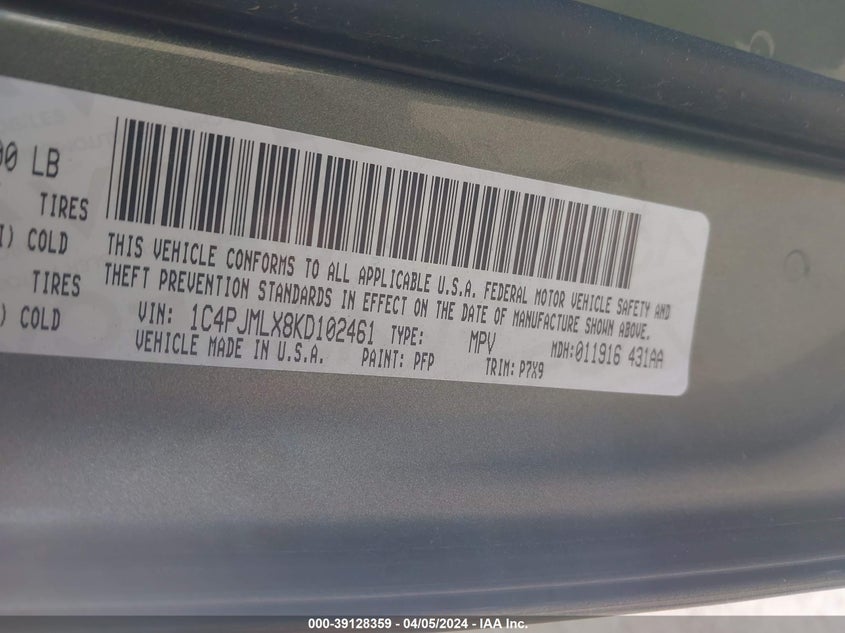 00 LB
TIRES
I) COLD
TIRES
) COLD
THIS VEHICLE CONFORMS TO ALL APPLICABLE U.S.A. FEDERAL MOTOR VEHICLE SAFETY AND
THEFT PREVENTION STANDARDS IN EFFECT ON THE DATE OF MANUFACTURE SHOWN ABOVE.
VIN: 1C4PJMLX8KD102461 TYPE: MPV MDH:011916 431AA
VEHICLE MADE IN U.S.A. PAINT: PFP TRIM: P7X9
000-39128359 - 04/05/2024 - IAA Inc.